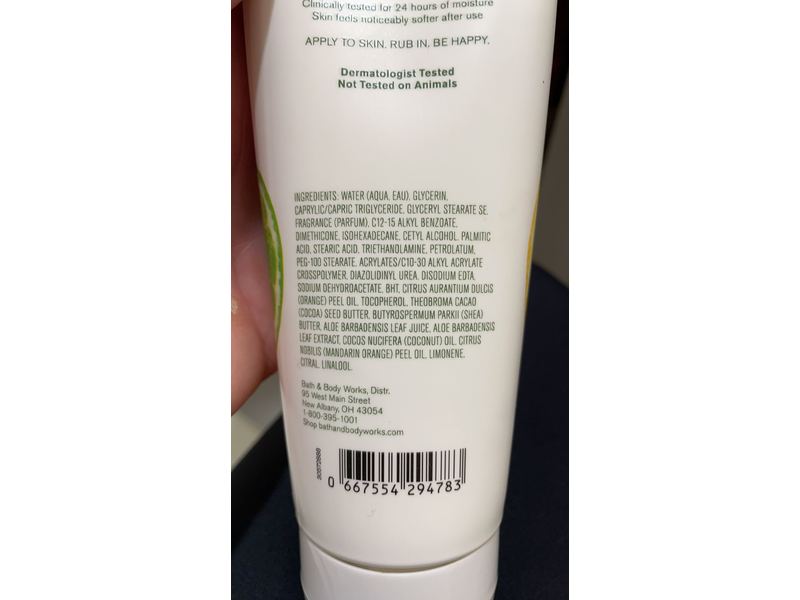 Clinically tested for 24 hours of moisture
Skin feels noticeably softer after use
APPLY TO SKIN. RUB IN. BE HAPPY.
Dermatologist Tested
Not Tested on Animals
INGREDIENTS: WATER (AQUA, EAU), GLYCERIN,
CAPRYLIC/CAPRIC TRIGLYCERIDE, GLYCERYL STEARATE SE,
FRAGRANCE (PARFUM), C12-15 ALKYL BENZOATE,
DIMETHICONE, ISOHEXADECANE, CETYL ALCOHOL, PALMITIC
ACID, STEARIC ACID, TRIETHANOLAMINE, PETROLATUM,
PEG-100 STEARATE, ACRYLATES/C10-30 ALKYL ACRYLATE
CROSSPOLYMER, DIAZOLIDINYL UREA, DISODIUM EDTA,
SODIUM DEHYDROACETATE, BHT, CITRUS AURANTIUM DULCIS
(ORANGE) PEEL OIL, TOCOPHEROL, THEOBROMA CACAO
(COCOA) SEED BUTTER, BUTYROSPERMUM PARKII (SHEA)
BUTTER, ALOE BARBADENSIS LEAF JUICE, ALOE BARBADENSIS
LEAF EXTRACT, COCOS NUCIFERA (COCONUT) OIL, CITRUS
NOBILIS (MANDARIN ORANGE) PEEL OIL, LIMONENE,
CITRAL, LINALOOL.
Bath & Body Works, Distr.
95 West Main Street
New Albany, OH 43054
1-800-395-1001
Shop bathandbodyworks.com
0 667554 294783